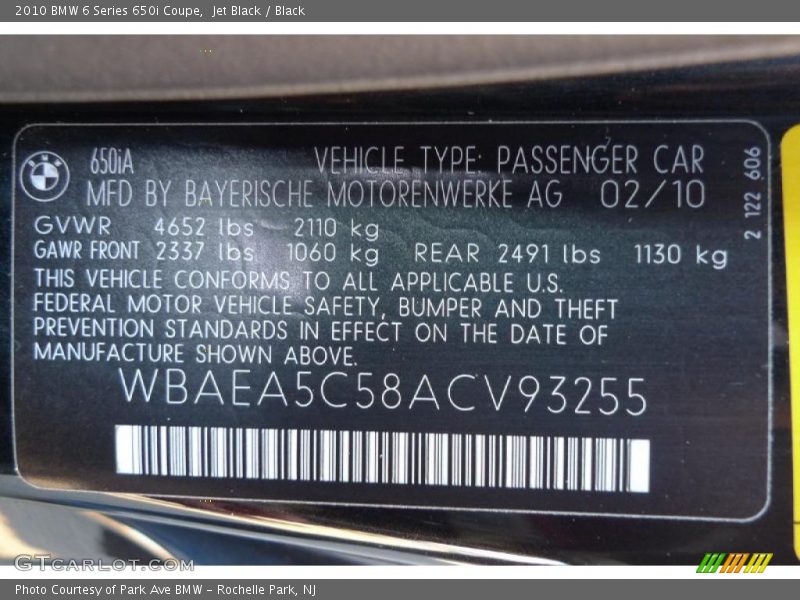 2010 BMW 6 Series 650i Coupe, Jet Black / Black
BMW
650iA VEHICLE TYPE: PASSENGER CAR
MFD BY BAYERISCHE MOTORENWERKE AG 02/10
GVWR 4652 lbs 2110 kg
GAWR FRONT 2337 lbs 1060 kg REAR 2491 lbs 1130 kg
THIS VEHICLE CONFORMS TO ALL APPLICABLE U.S.
FEDERAL MOTOR VEHICLE SAFETY, BUMPER AND THEFT
PREVENTION STANDARDS IN EFFECT ON THE DATE OF
MANUFACTURE SHOWN ABOVE.
WBAEA5C58ACV93255
2 122 606
GTCARLOT.COM
Photo Courtesy of Park Ave BMW - Rochelle Park, NJ